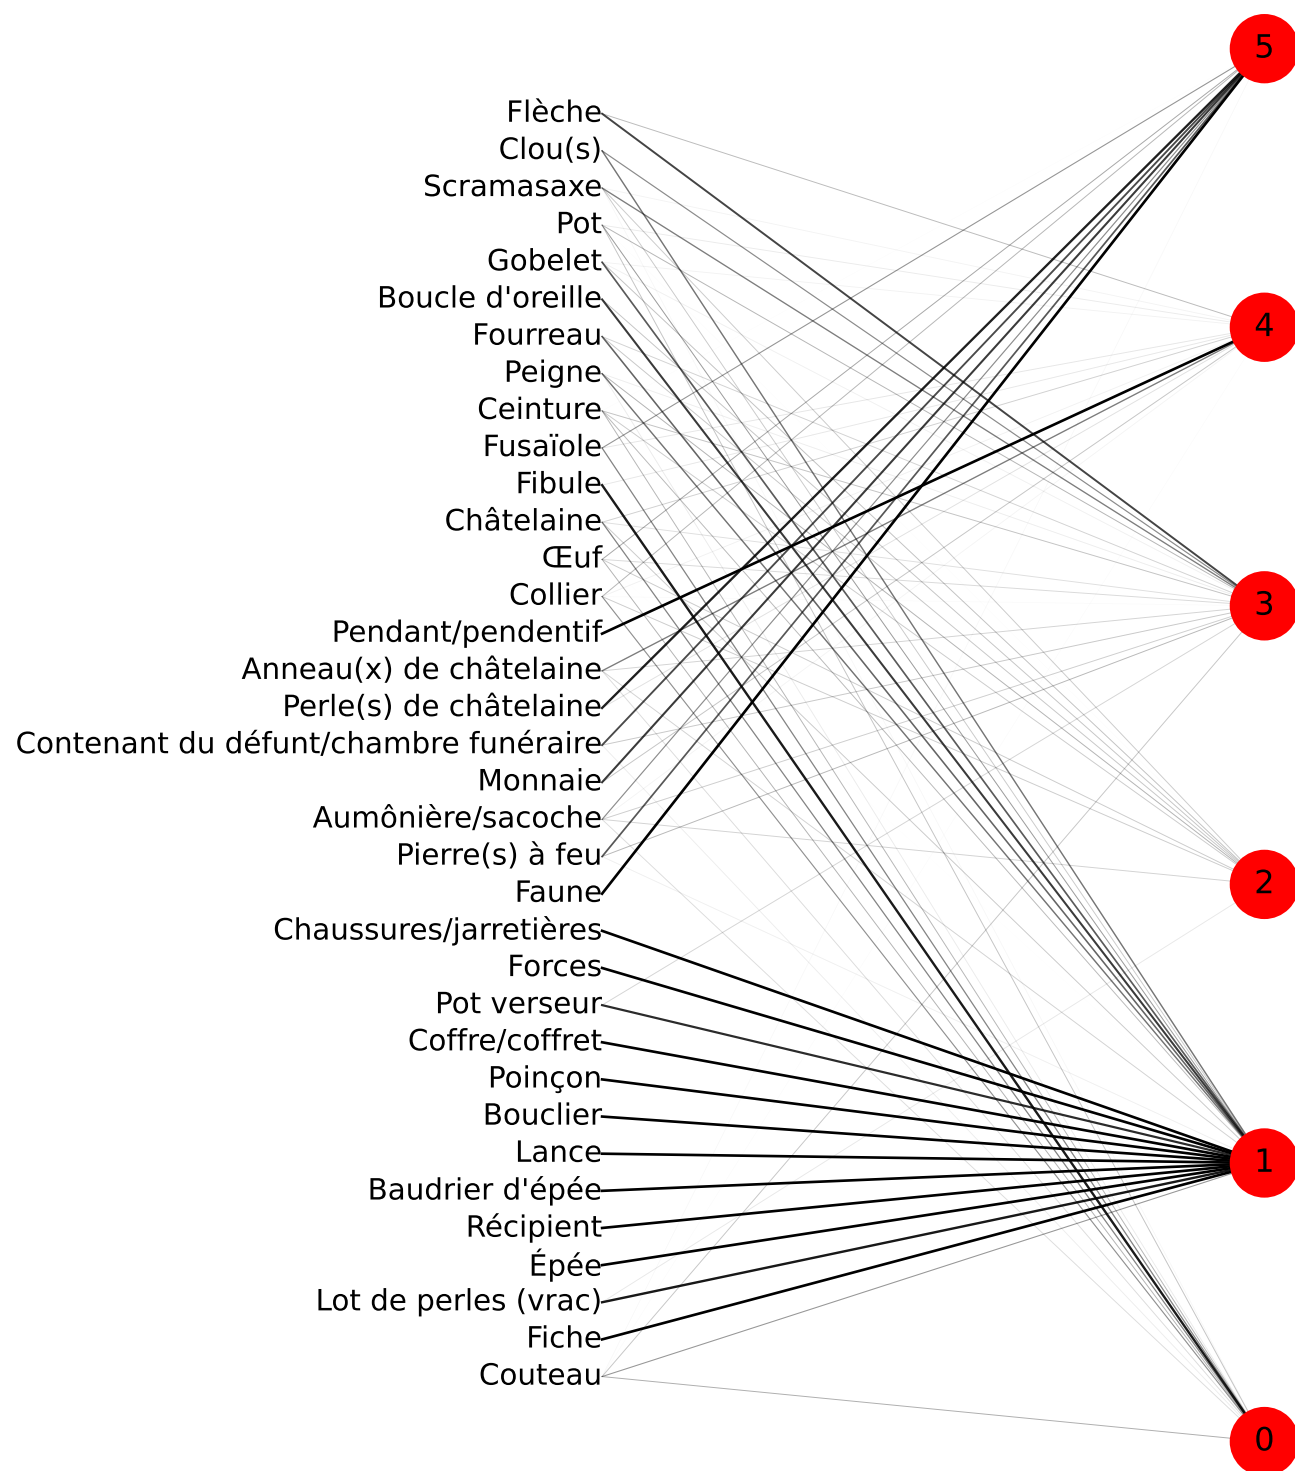 5
Flèche
Clou(s)
Scramasaxe
Pot
Gobelet
Boucle d'oreille
4
Fourreau
Peigne
Ceinture
Fusaïole
Fibule
Châtelaine
Œuf
Collier
3
Pendant/pendentif
Anneau(x) de châtelaine
Perle(s) de châtelaine
Contenant du défunt/chambre funéraire
Monnaie
Aumônière/sacoche
Pierre(s) à feu
2
Faune
Chaussures/jarretières
Forces
Pot verseur
Coffre/coffret
Poinçon
Bouclier
Lance
1
Baudrier d'épée
Récipient
Épée
Lot de perles (vrac)
Fiche
Couteau
0